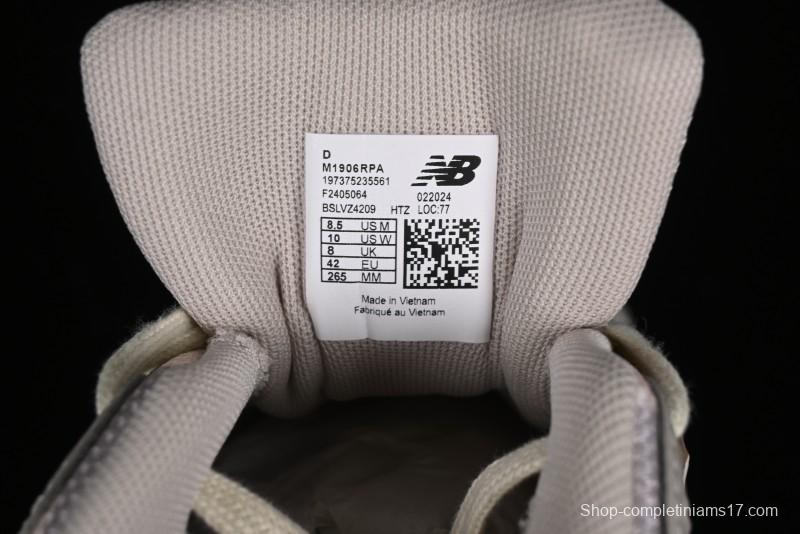 D
M1906RPA
197375235561
F2405064
BSLVZ4209 HTZ LOC:77
NB
022024
8.5 US M
10 US W
8 UK
42 EU
265 MM
Made in Vietnam
Fabriqué au Vietnam
Shop-completiniams17.com